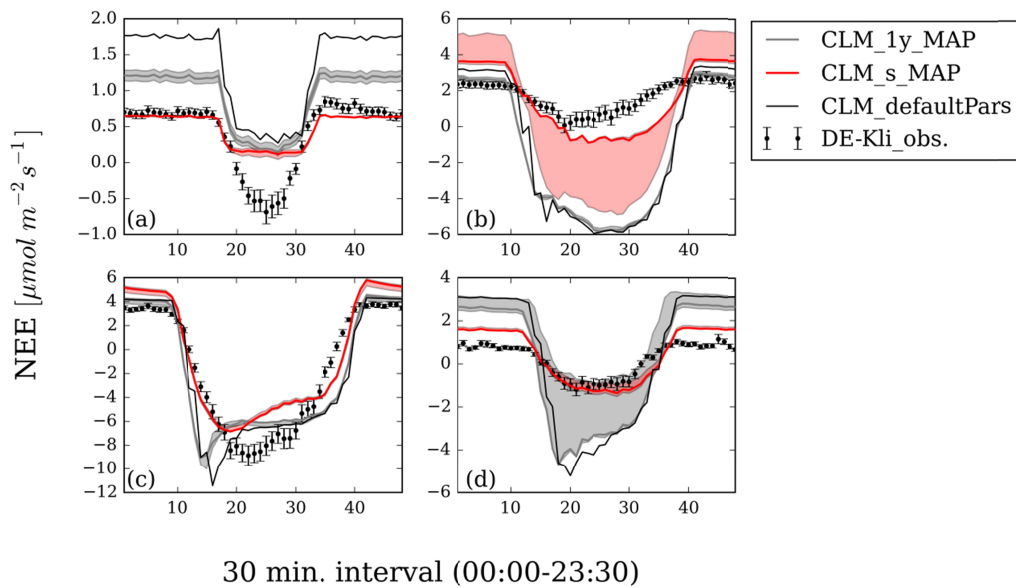 2.0
1.5
1.0
0.5
0.0
−0.5
−1.0
(a)
10 20 30 40
6
4
2
0
−2
−4
−6
(b)
10 20 30 40
CLM_1y_MAP
CLM_s_MAP
CLM_defaultPars
DE-Kli_obs.
NEE [μmol m⁻² s⁻¹]
6
4
2
0
−2
−4
−6
−8
−10
−12
(c)
10 20 30 40
4
2
0
−2
−4
−6
(d)
10 20 30 40
30 min. interval (00:00-23:30)